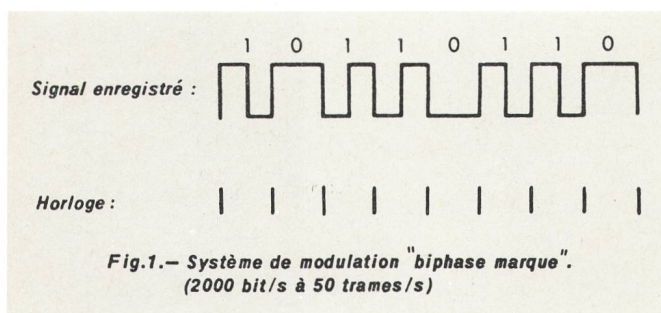 1 0 1 1 0 1 1 0
Signal enregistré :
Horloge :
Fig.1.— Système de modulation "biphase marque".
(2000 bit/s à 50 trames/s)